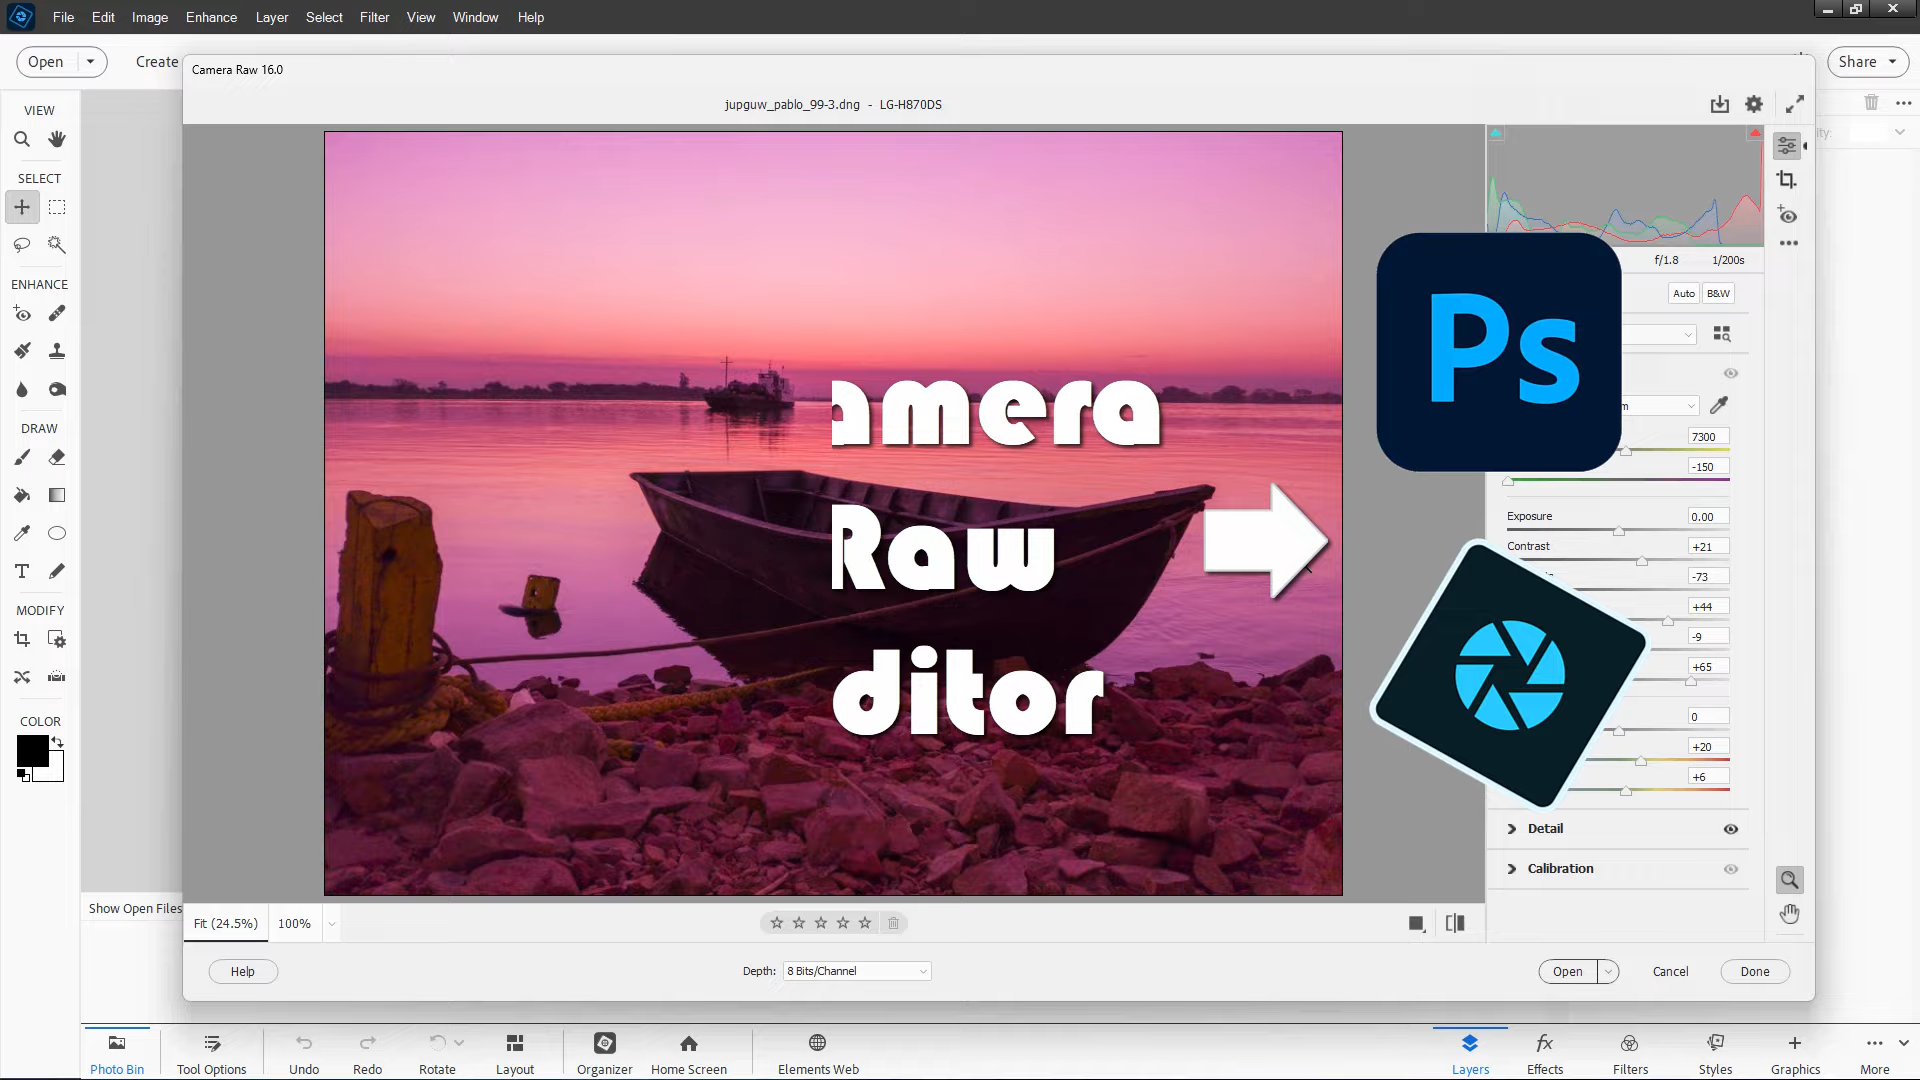 File Edit Image Enhance Layer Select Filter View Window Help
Open Create Share
Camera Raw 16.0
jupguw_pablo_99-3.dng - LG-H870DS
VIEW
SELECT
ENHANCE
DRAW
MODIFY
COLOR
f/1.8 1/200s
Auto B&W
Ps
7300
-150
Exposure 0.00
Contrast +21
-73
+44
-9
+65
0
+20
+6
Detail
Calibration
amera
Raw
ditor
Show Open Files
Fit (24.5%) 100%
Help Depth: 8 Bits/Channel Open Cancel Done
Photo Bin Tool Options Undo Redo Rotate Layout Organizer Home Screen Elements Web Layers Effects Filters Styles Graphics More